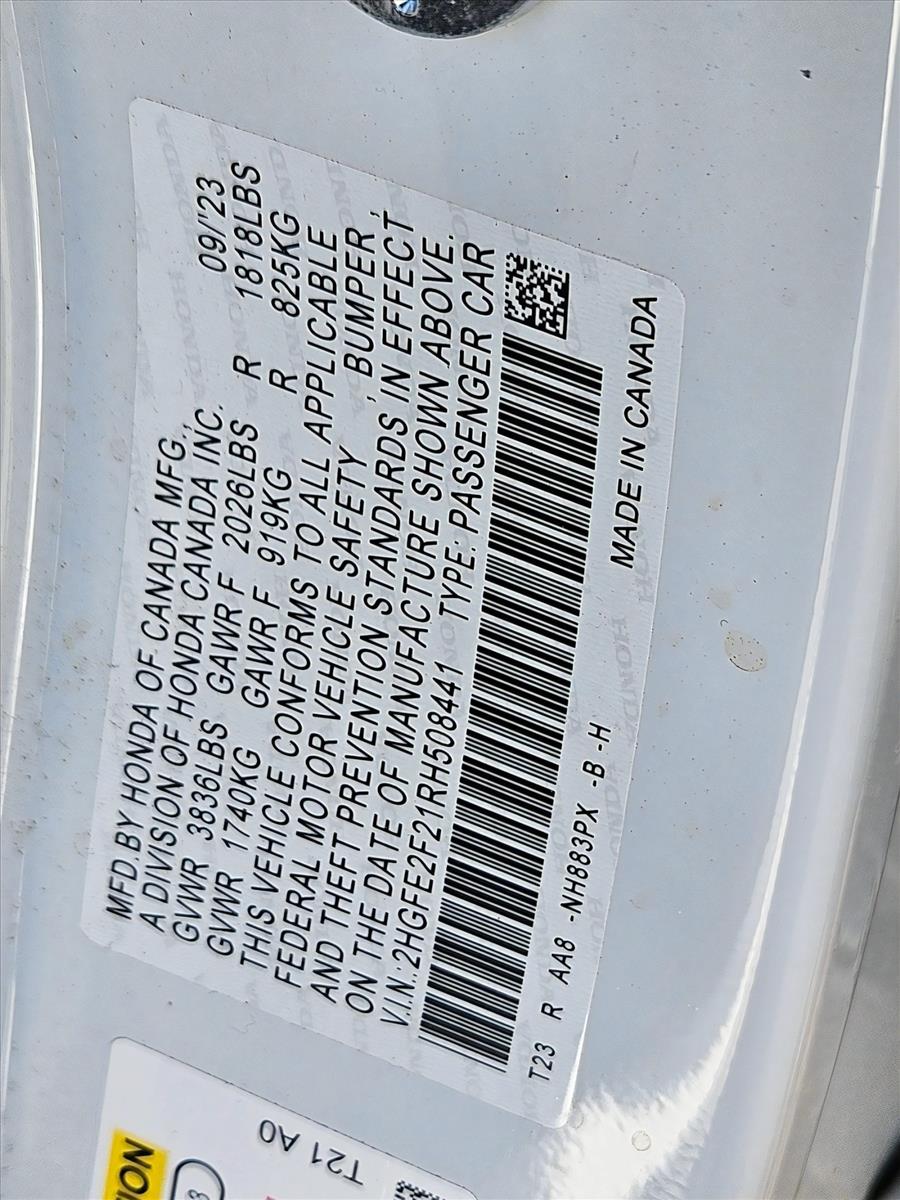 MFD.BY HONDA OF CANADA MFG., 09/"23
A DIVISION OF HONDA CANADA INC.
GVWR 3836LBS GAWR F 2026LBS R 1818LBS
GVWR 1740KG GAWR F 919KG R 825KG
THIS VEHICLE CONFORMS TO ALL APPLICABLE
FEDERAL MOTOR VEHICLE SAFETY , BUMPER ,
AND THEFT PREVENTION STANDARDS IN EFFECT
ON THE DATE OF MANUFACTURE SHOWN ABOVE.
V.I.N.:2HGFE2F21RH508441 TYPE: PASSENGER CAR
T23 R AA8 -NH883PX -B -H MADE IN CANADA
T21 A0